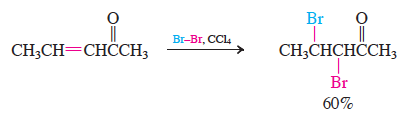 O
CH₃CH=CHCCH₃
Br–Br, CCl₄
Br O
CH₃CHCHCCH₃
Br
60%